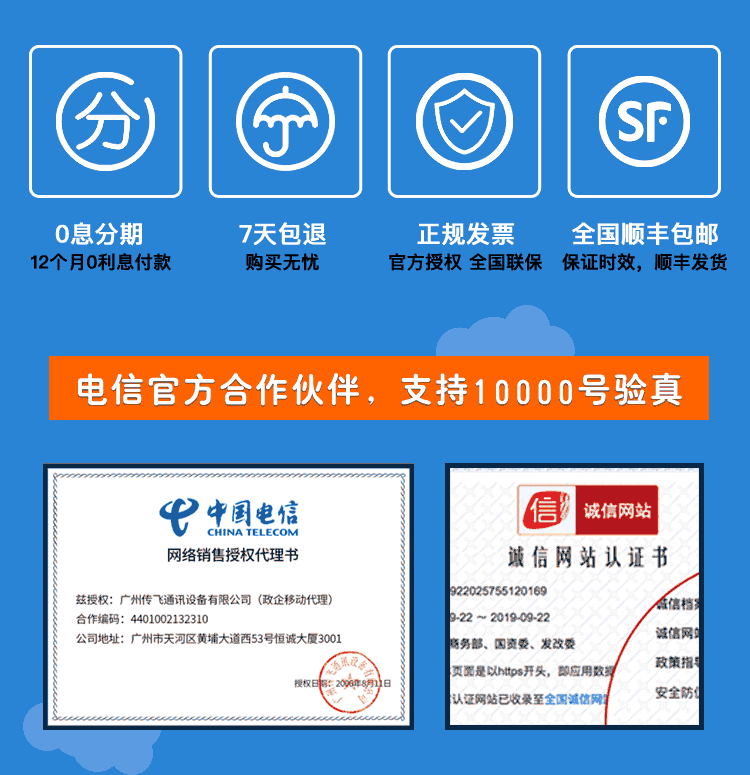 分
SF
0息分期
7天包退
正规发票
全国顺丰包邮
12个月0利息付款
购买无忧
官方授权 全国联保
保证时效，顺丰发货
电信官方合作伙伴，支持10000号验真
中国电信
CHINA TELECOM
网络销售授权代理书
兹授权：广州传飞通讯设备有限公司（政企移动代理）
合作编码：4401002132310
公司地址：广州市天河区黄埔大道西53号恒诚大厦3001
授权日期：2006年8月11日
信 诚信网站
诚信网站认证书
922025755120169
9-22 ～ 2019-09-22
商务部、国资委、发改委
页面是以https开头，即应用数据
认证网站已收录至全国诚信网
诚信档案
诚信网站
政策指导
安全防伪